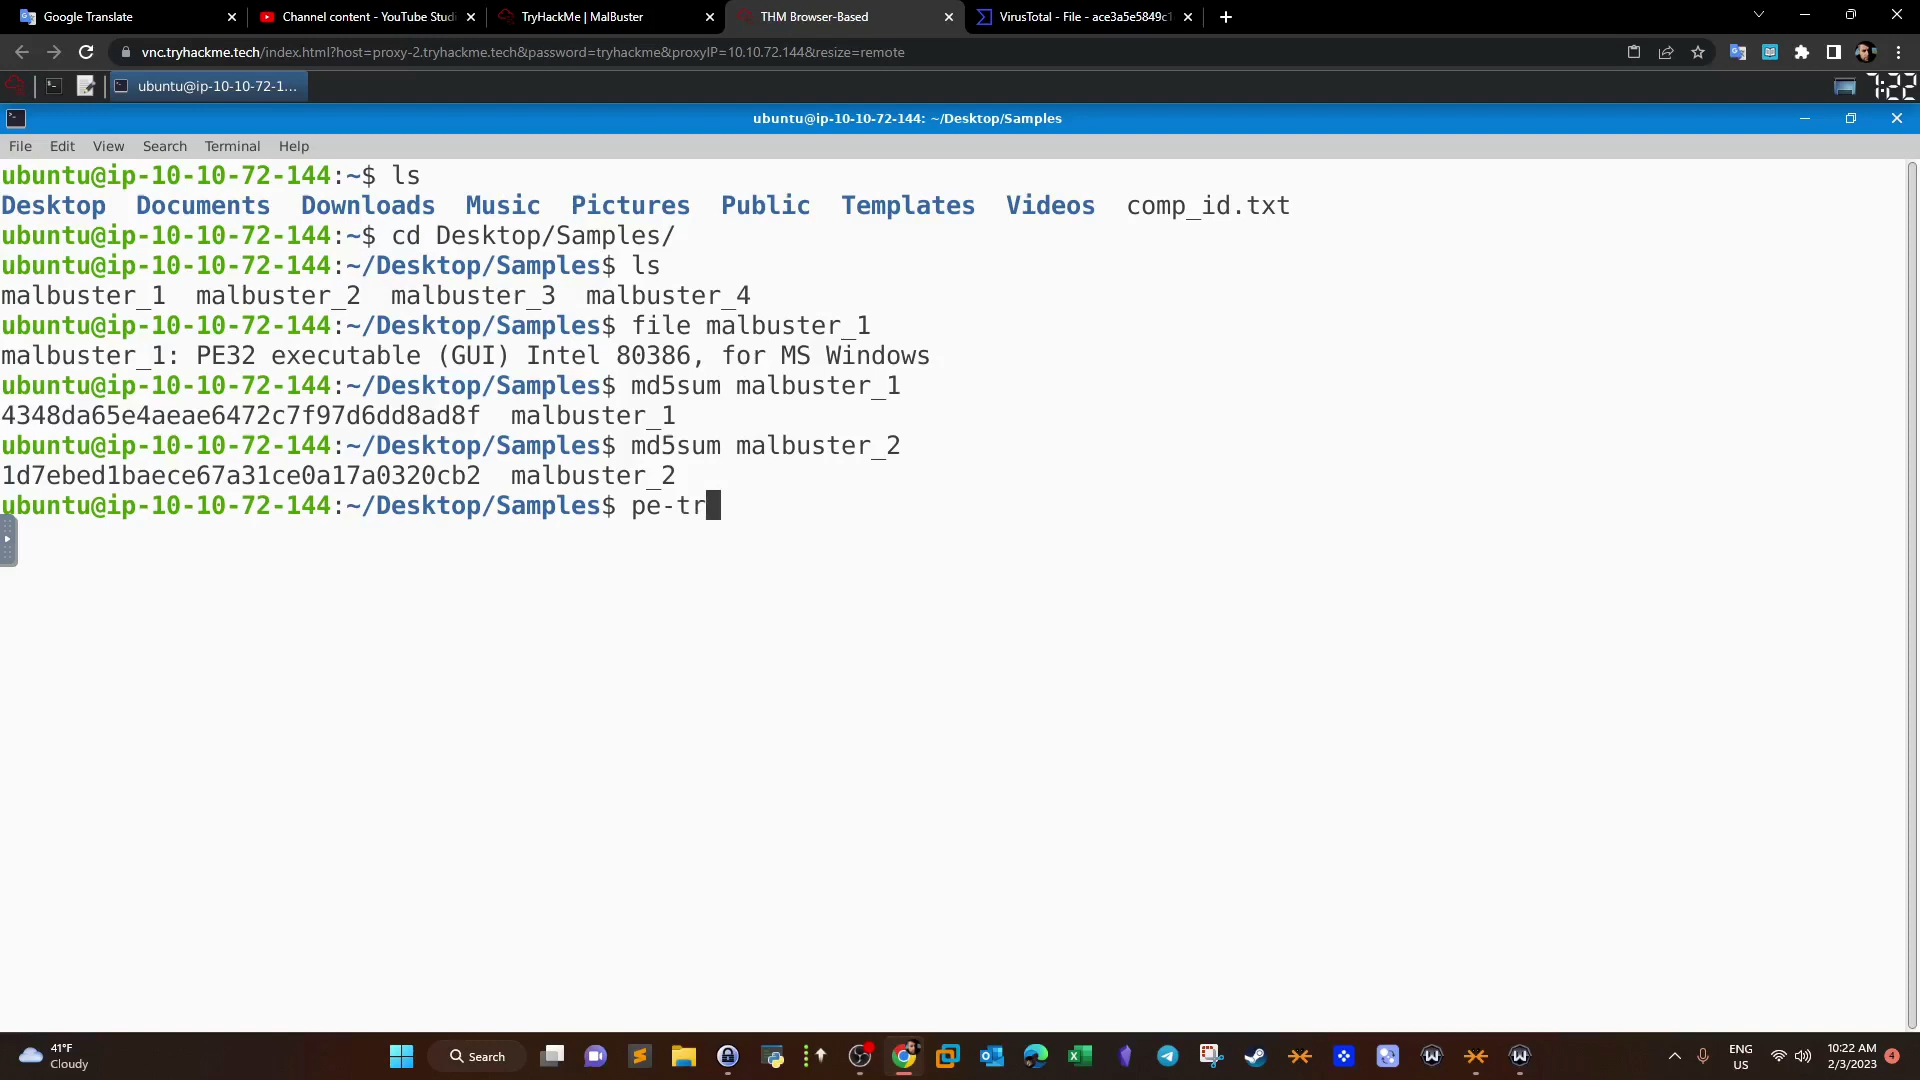 Google Translate
Channel content - YouTube Studi
TryHackMe | MalBuster
THM Browser-Based
VirusTotal - File - ace3a5e5849c1
vnc.tryhackme.tech/index.html?host=proxy-2.tryhackme.tech&password=tryhackme&proxyIP=10.10.72.144&resize=remote
ubuntu@ip-10-10-72-1...
ubuntu@ip-10-10-72-144: ~/Desktop/Samples
File Edit View Search Terminal Help
ubuntu@ip-10-10-72-144:~$ ls
Desktop Documents Downloads Music Pictures Public Templates Videos comp_id.txt
ubuntu@ip-10-10-72-144:~$ cd Desktop/Samples/
ubuntu@ip-10-10-72-144:~/Desktop/Samples$ ls
malbuster_1 malbuster_2 malbuster_3 malbuster_4
ubuntu@ip-10-10-72-144:~/Desktop/Samples$ file malbuster_1
malbuster_1: PE32 executable (GUI) Intel 80386, for MS Windows
ubuntu@ip-10-10-72-144:~/Desktop/Samples$ md5sum malbuster_1
4348da65e4aeae6472c7f97d6dd8ad8f malbuster_1
ubuntu@ip-10-10-72-144:~/Desktop/Samples$ md5sum malbuster_2
1d7ebed1baece67a31ce0a17a0320cb2 malbuster_2
ubuntu@ip-10-10-72-144:~/Desktop/Samples$ pe-tr
41°F
Cloudy
Search
ENG
US
10:22 AM
2/3/2023
4